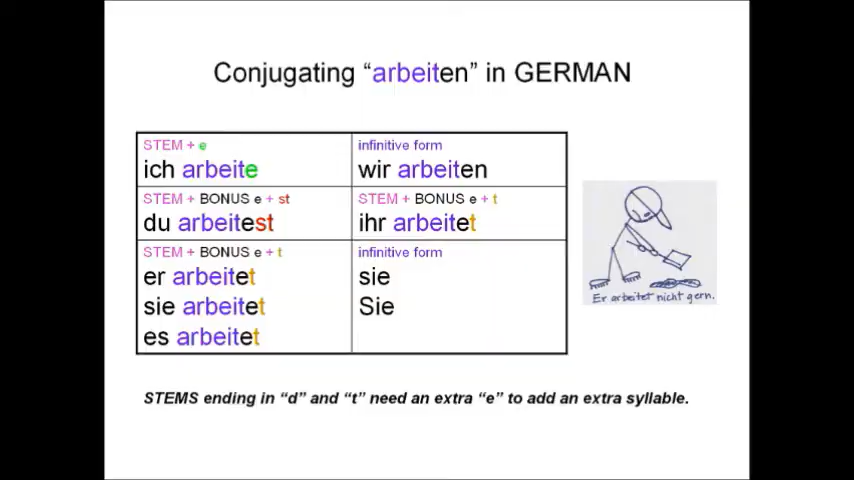 Conjugating “arbeiten” in GERMAN
STEM + e
ich arbeite
infinitive form
wir arbeiten
STEM + BONUS e + st
du arbeitest
STEM + BONUS e + t
ihr arbeitet
STEM + BONUS e + t
er arbeitet
sie arbeitet
es arbeitet
infinitive form
sie
Sie
Er arbeitet nicht gern.
STEMS ending in “d” and “t” need an extra “e” to add an extra syllable.